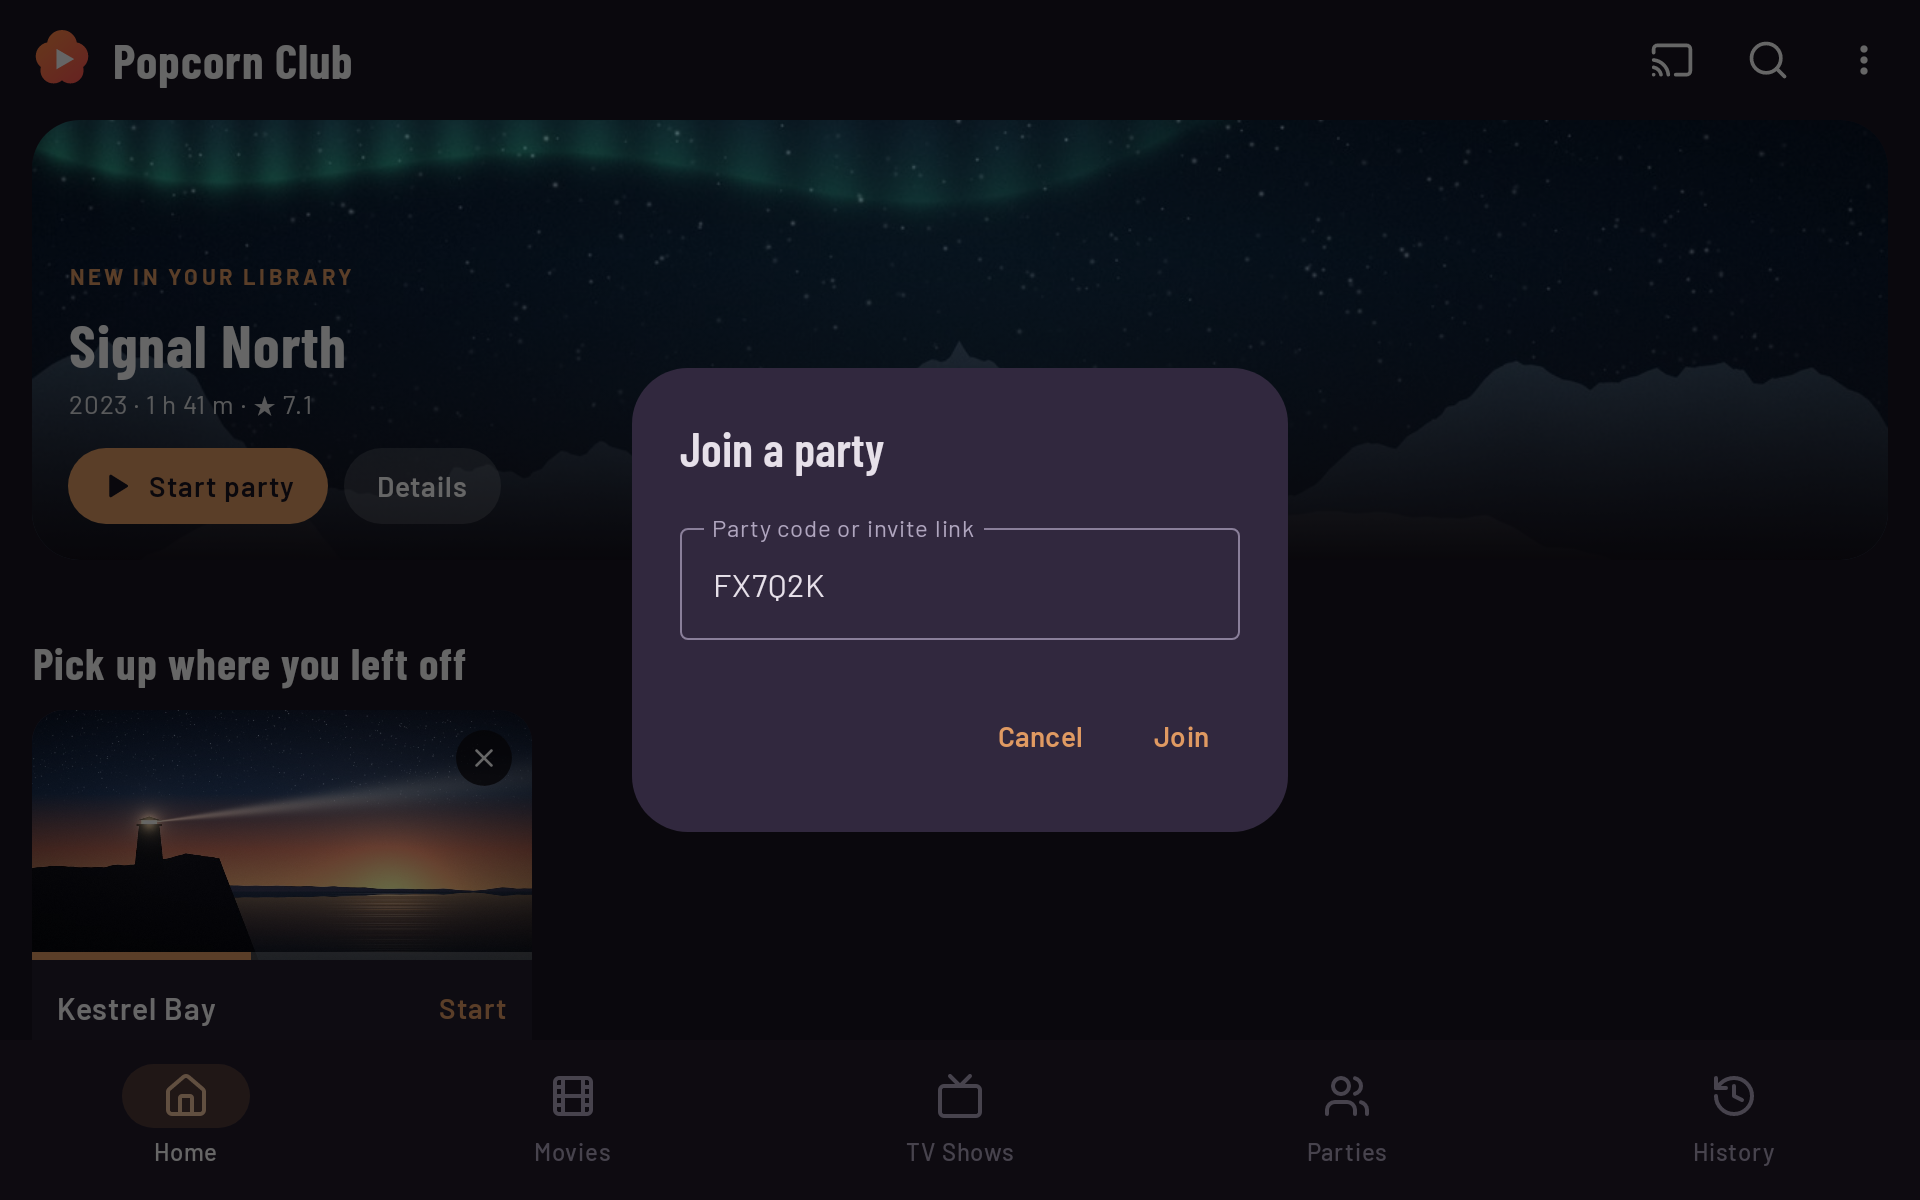 Popcorn Club
NEW IN YOUR LIBRARY
Signal North
2023 · 1 h 41 m · ★ 7.1
Start party
Details
Join a party
Party code or invite link
FX7Q2K
Cancel
Join
Pick up where you left off
Kestrel Bay
Start
Home
Movies
TV Shows
Parties
History